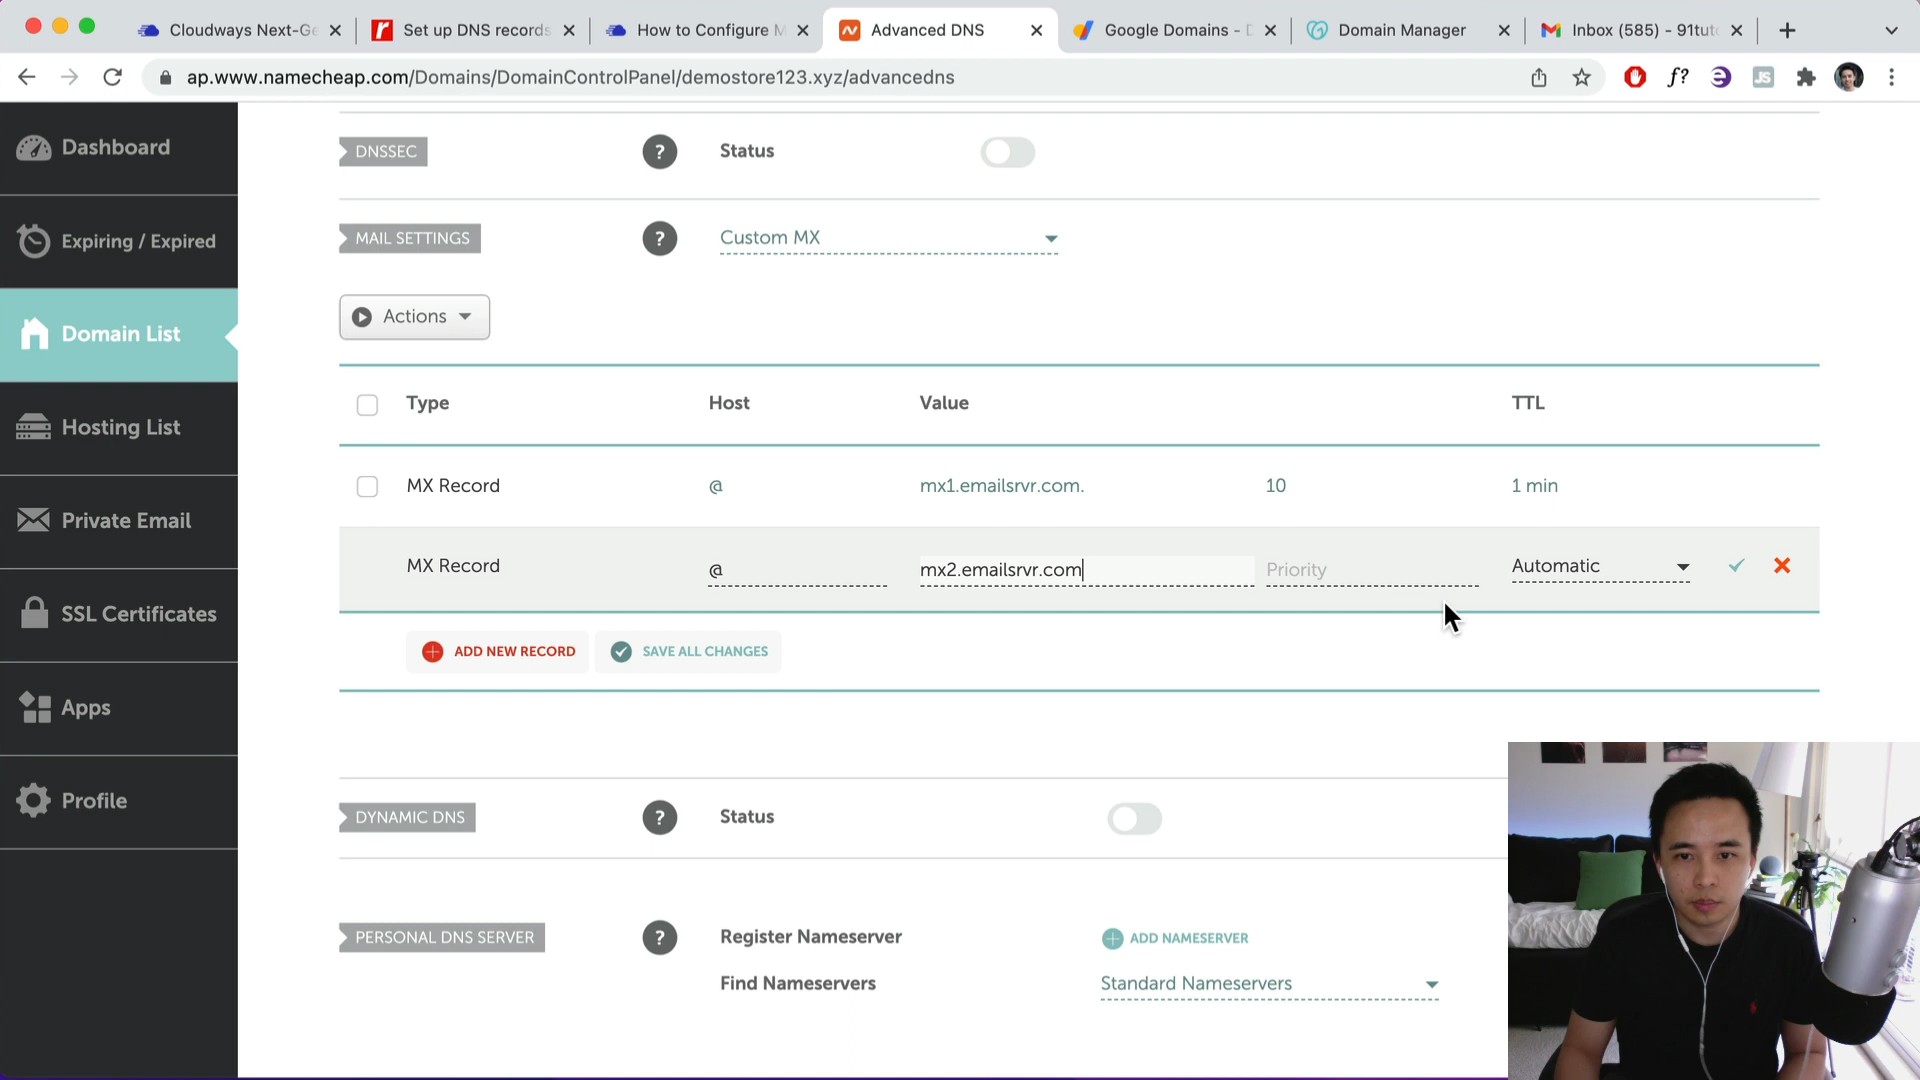 Cloudways Next-Ge
Set up DNS records
How to Configure M
Advanced DNS
Google Domains - D
Domain Manager
Inbox (585) - 91tuto
ap.www.namecheap.com/Domains/DomainControlPanel/demostore123.xyz/advancedns
f?
JS
Dashboard
Expiring / Expired
Domain List
Hosting List
Private Email
SSL Certificates
Apps
Profile
DNSSEC
?
Status
MAIL SETTINGS
?
Custom MX
Actions
Type Host Value TTL
MX Record @ mx1.emailsrvr.com. 10 1 min
MX Record @ mx2.emailsrvr.com Priority Automatic
ADD NEW RECORD
SAVE ALL CHANGES
DYNAMIC DNS
?
Status
PERSONAL DNS SERVER
?
Register Nameserver
ADD NAMESERVER
Find Nameservers
Standard Nameservers